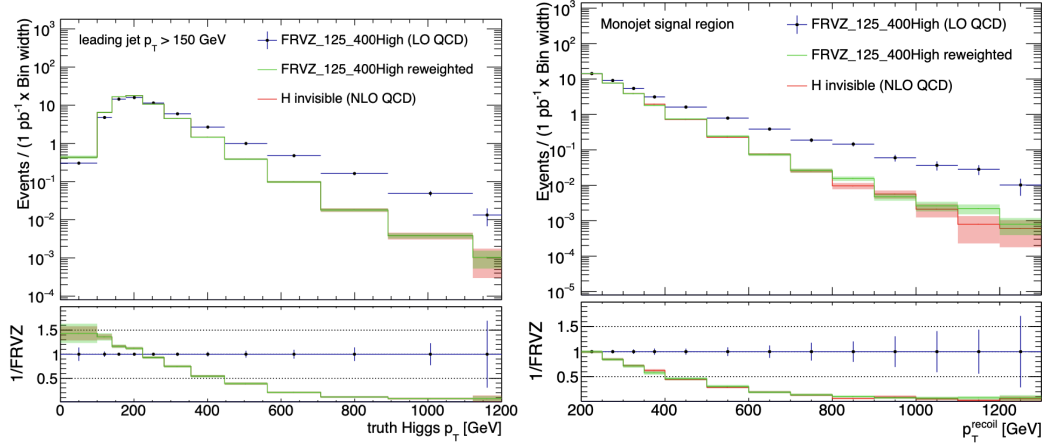 Events / (1 pb⁻¹ x Bin width)
leading jet p_T > 150 GeV
FRVZ_125_400High (LO QCD)
FRVZ_125_400High reweighted
H invisible (NLO QCD)
10³
10²
10
1
10⁻¹
10⁻²
10⁻³
10⁻⁴
1/FRVZ
1.5
1
0.5
0 200 400 600 800 1000 1200
truth Higgs p_T [GeV]
Events / (1 pb⁻¹ x Bin width)
Monojet signal region
FRVZ_125_400High (LO QCD)
FRVZ_125_400High reweighted
H invisible (NLO QCD)
10³
10²
10
1
10⁻¹
10⁻²
10⁻³
10⁻⁴
10⁻⁵
1/FRVZ
1.5
1
0.5
200 400 600 800 1000 1200
p_T^recoil [GeV]